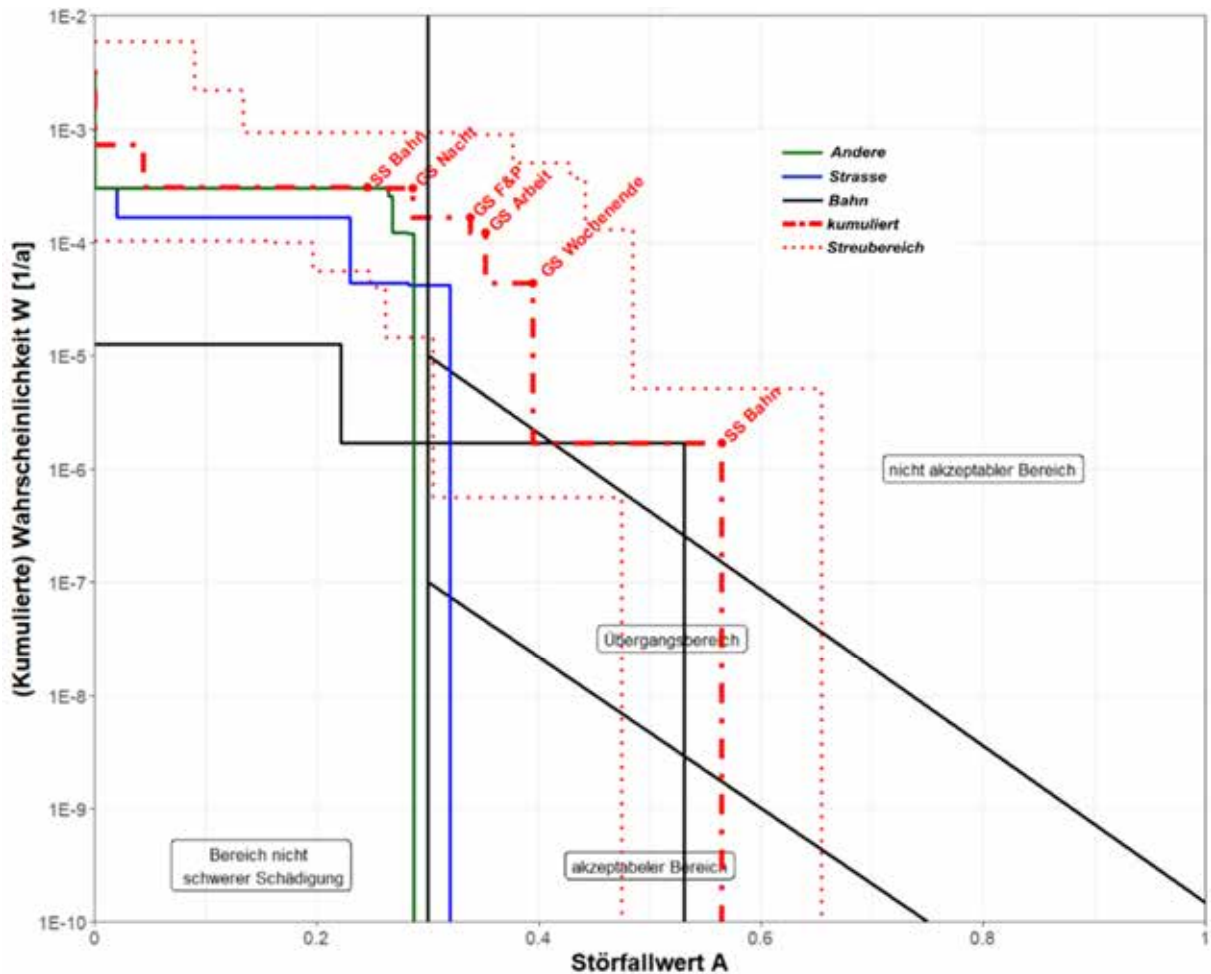 (Kumulierte) Wahrscheinlichkeit W [1/a]
1E-2
1E-3
1E-4
1E-5
1E-6
1E-7
1E-8
1E-9
1E-10
SS Bahn
GS Nacht
GS F&P
GS Arbeit
GS Wochenende
SS Bahn
Andere
Strasse
Bahn
kumuliert
Streubereich
nicht akzeptabler Bereich
Übergangsbereich
akzeptabeler Bereich
Bereich nicht
schwerer Schädigung
0
0.2
0.4
0.6
0.8
1
Störfallwert A